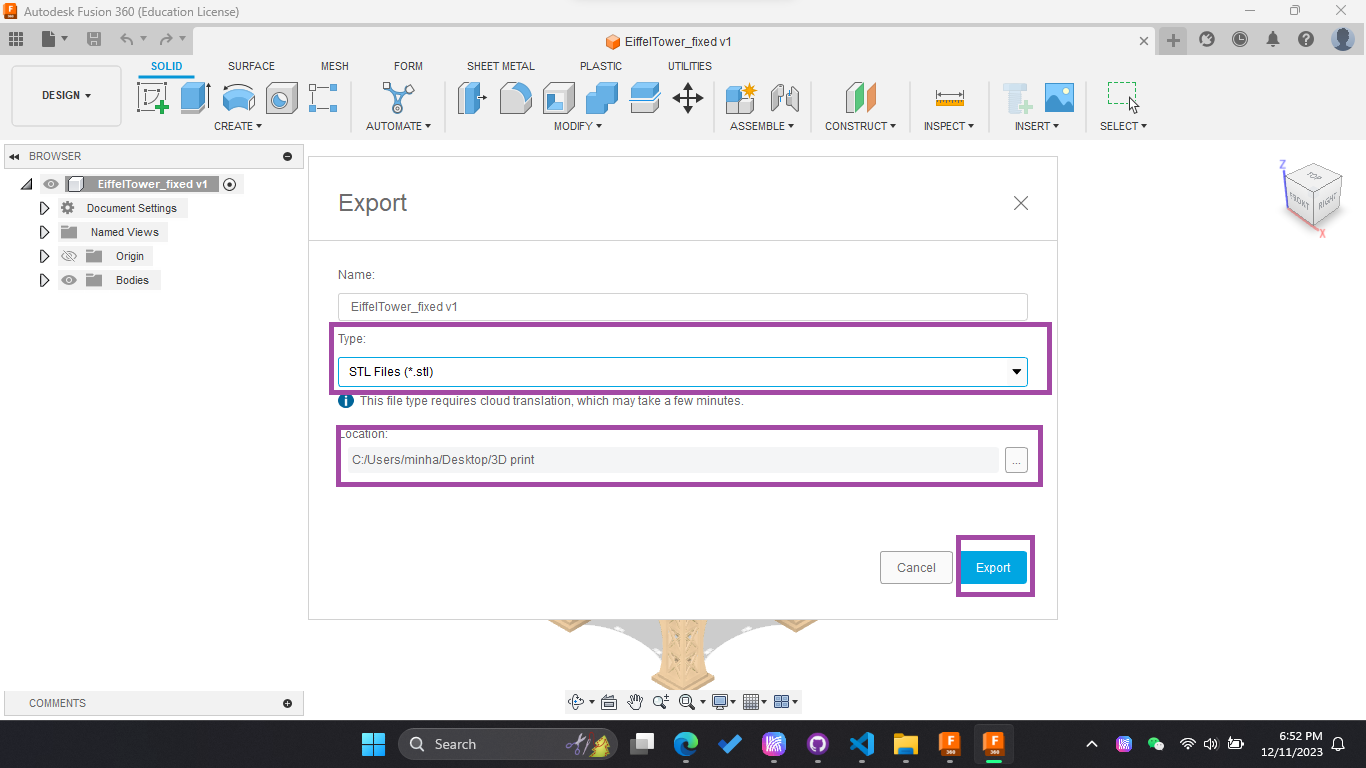 Autodesk Fusion 360 (Education License)
EiffelTower_fixed v1
DESIGN
SOLID SURFACE MESH FORM SHEET METAL PLASTIC UTILITIES
CREATE AUTOMATE MODIFY ASSEMBLE CONSTRUCT INSPECT INSERT SELECT
BROWSER
EiffelTower_fixed v1
Document Settings
Named Views
Origin
Bodies
Z
TOP
FRONT RIGHT
X
Export
Name:
EiffelTower_fixed v1
Type:
STL Files (*.stl)
This file type requires cloud translation, which may take a few minutes.
Location:
C:/Users/minha/Desktop/3D print
...
Cancel Export
COMMENTS
Search
F
360
F
360
6:52 PM
12/11/2023